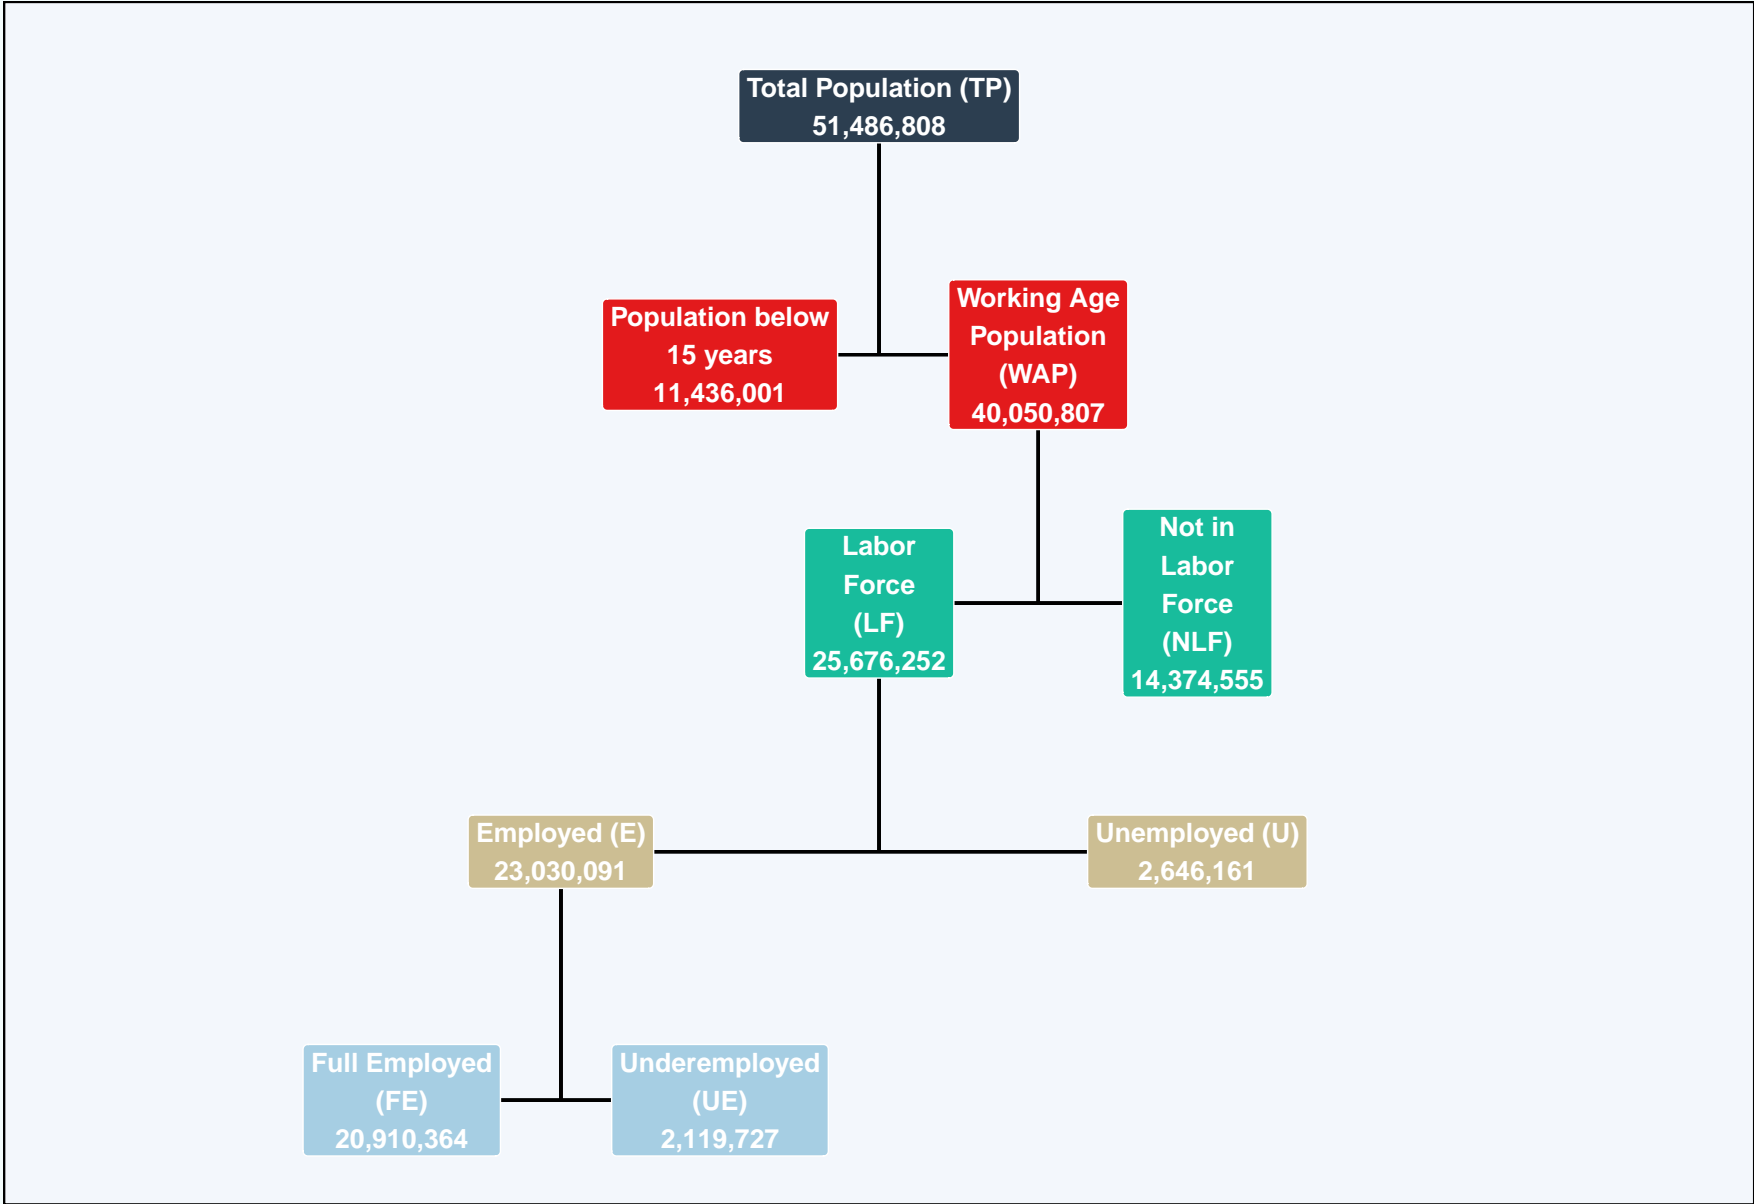 Total Population (TP)
51,486,808
Population below
15 years
11,436,001
Working Age
Population
(WAP)
40,050,807
Labor
Force
(LF)
25,676,252
Not in
Labor
Force
(NLF)
14,374,555
Employed (E)
23,030,091
Unemployed (U)
2,646,161
Full Employed
(FE)
20,910,364
Underemployed
(UE)
2,119,727